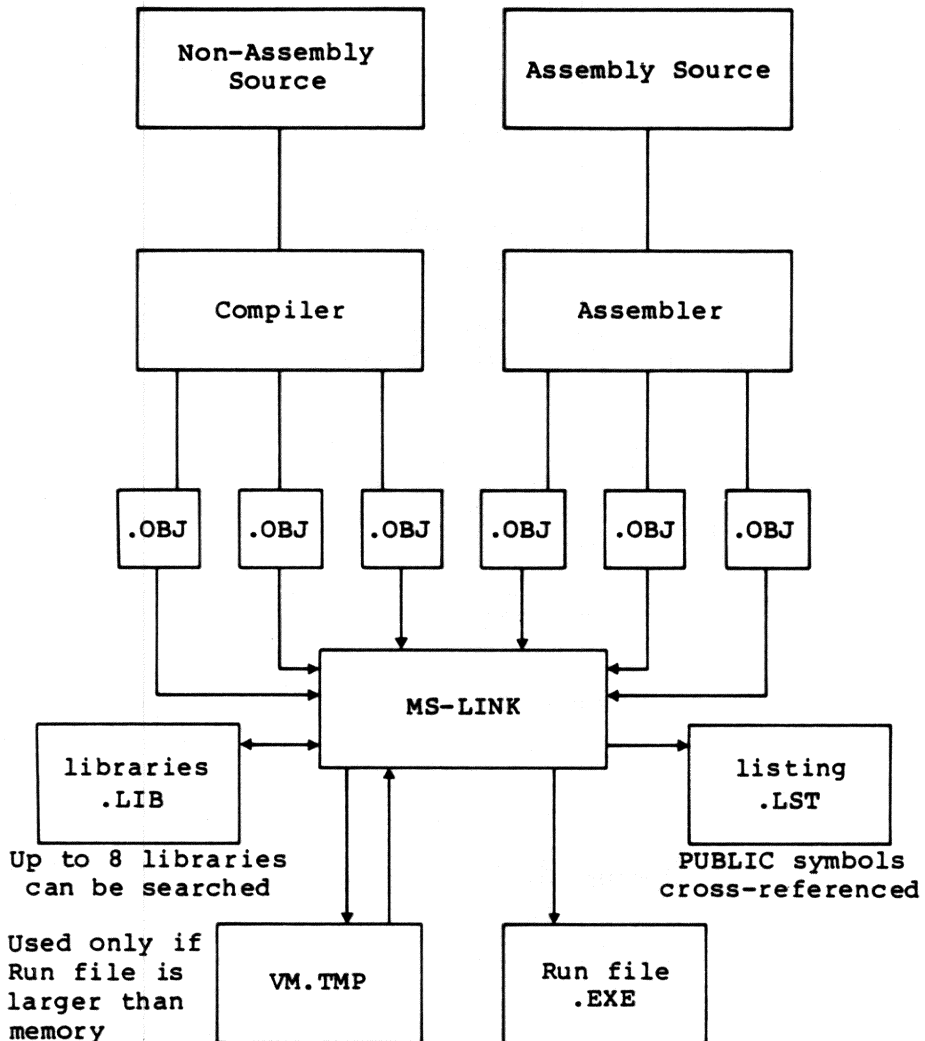 Non-Assembly
Source
Assembly Source
Compiler
Assembler
.OBJ
.OBJ
.OBJ
.OBJ
.OBJ
.OBJ
MS-LINK
libraries
.LIB
listing
.LST
Up to 8 libraries
can be searched
PUBLIC symbols
cross-referenced
Used only if
Run file is
larger than
memory
VM.TMP
Run file
.EXE